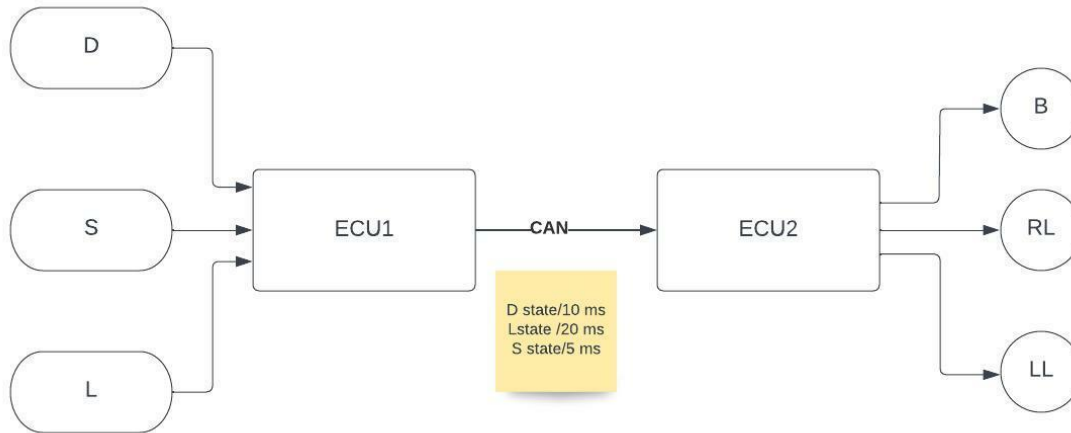 D
S
L
ECU1
CAN
D state/10 ms
Lstate /20 ms
S state/5 ms
ECU2
B
RL
LL